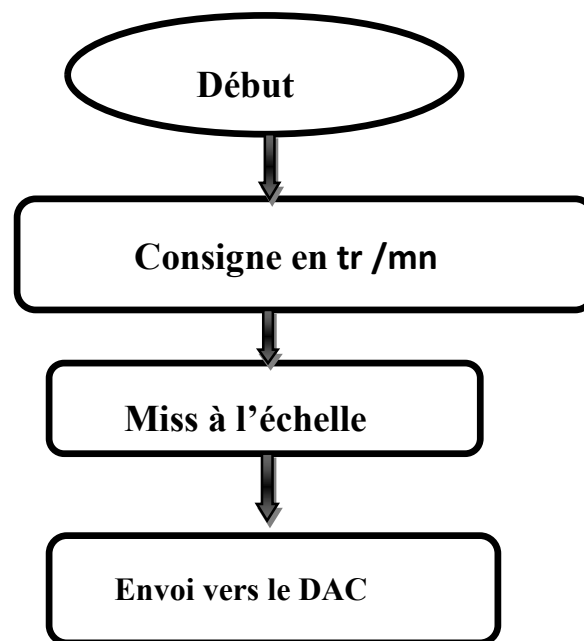 Début
Consigne en tr /mn
Miss à l’échelle
Envoi vers le DAC